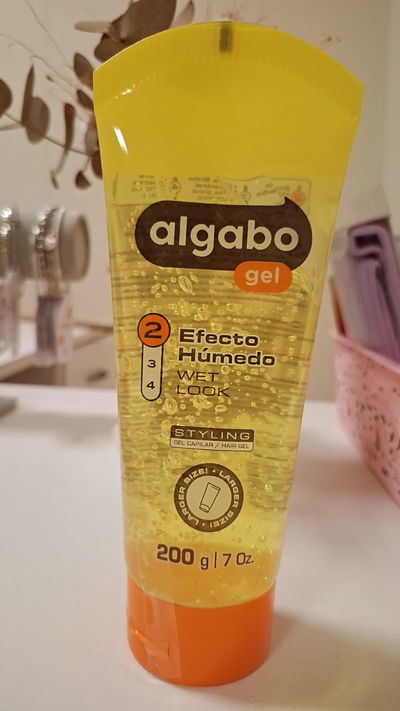 algabo
gel
2
3
4
Efecto
Húmedo
WET
LOOK
STYLING
GEL CAPILAR / HAIR GEL
LARGER SIZE! • LARGER SIZE! •
200 g | 7 Oz.